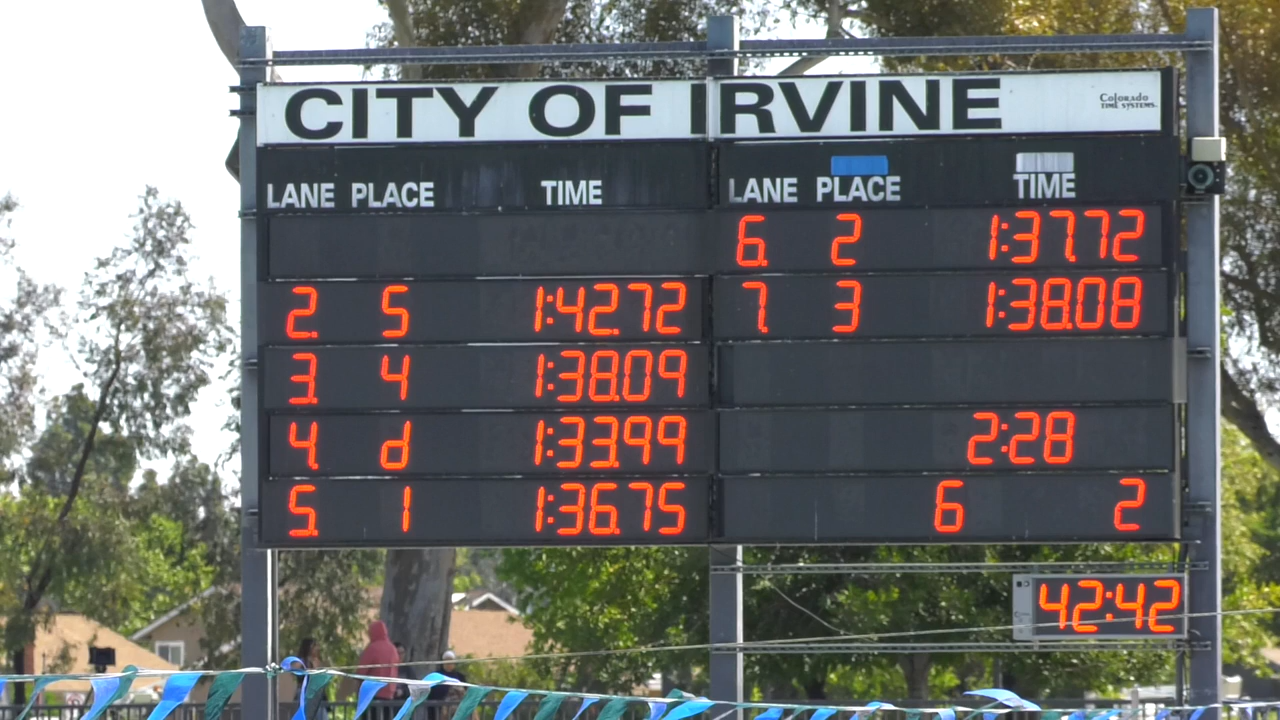 CITY OF IRVINE
COLORADO TIME SYSTEMS.
LANE PLACE TIME
2. 5 1:42.72
3. 4 1:38.09
4. d 1:33.99
5. 1 1:36.75
LANE PLACE TIME
6. 2 1:37.72
7. 3 1:38.08
2:28
6 2
42:42